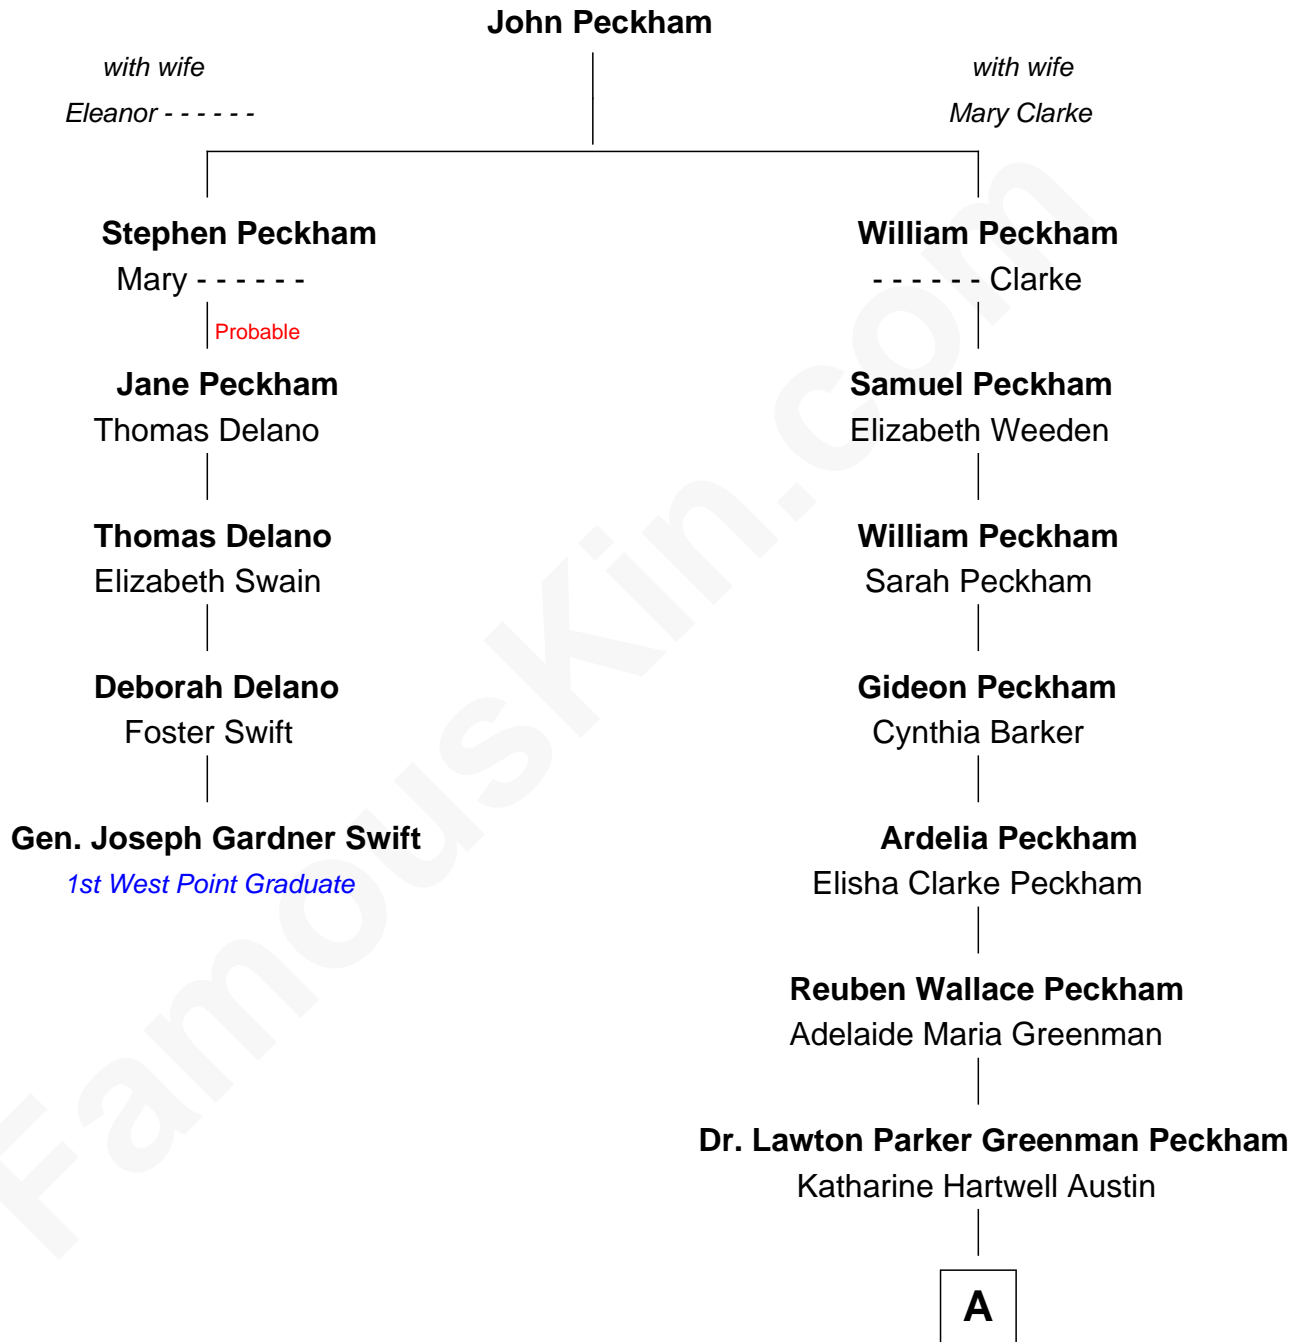 John Peckham
with wife
Eleanor - - - - - -
with wife
Mary Clarke
Stephen Peckham
Mary - - - - - -
Probable
Jane Peckham
Thomas Delano
Thomas Delano
Elizabeth Swain
Deborah Delano
Foster Swift
Gen. Joseph Gardner Swift
1st West Point Graduate
William Peckham
- - - - - - Clarke
Samuel Peckham
Elizabeth Weeden
William Peckham
Sarah Peckham
Gideon Peckham
Cynthia Barker
Ardelia Peckham
Elisha Clarke Peckham
Reuben Wallace Peckham
Adelaide Maria Greenman
Dr. Lawton Parker Greenman Peckham
Katharine Hartwell Austin
A
FamousKin.com